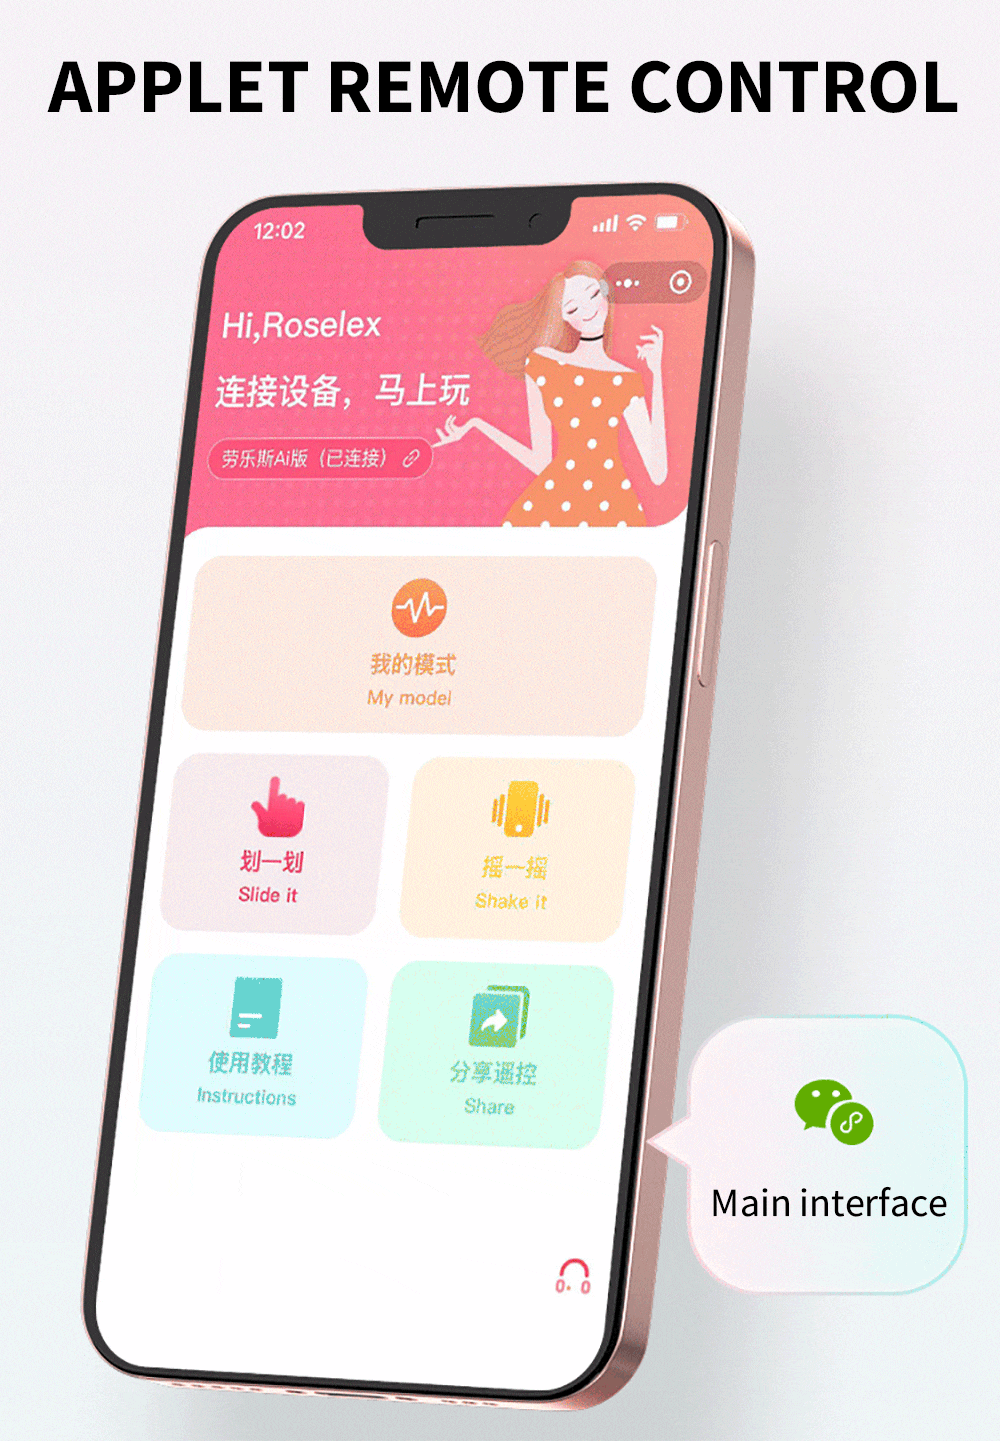 APPLET REMOTE CONTROL
12:02
Hi,Roselex
连接设备，马上玩
劳乐斯Ai版（已连接）
我的模式
My model
划一划
Slide it
摇一摇
Shake it
使用教程
Instructions
分享遥控
Share
Main interface